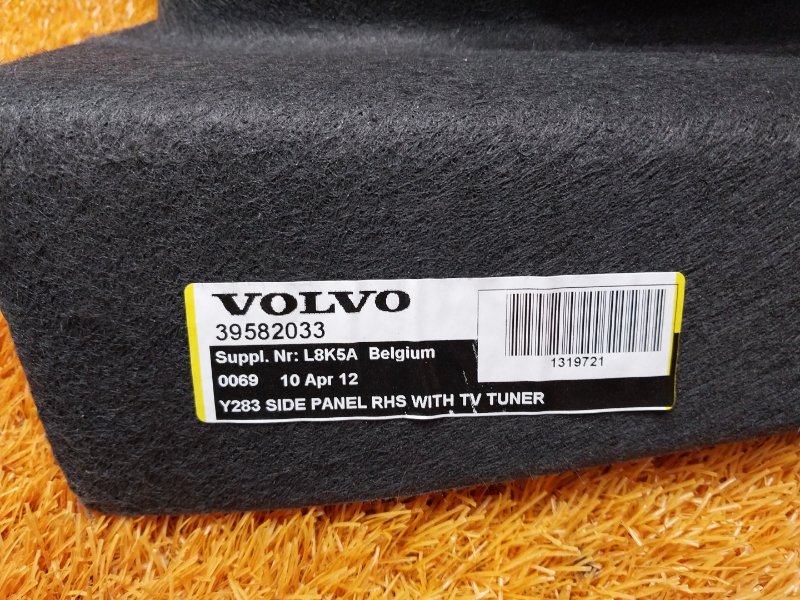 VOLVO
39582033
Suppl. Nr: L8K5A Belgium
0069 10 Apr 12
Y283 SIDE PANEL RHS WITH TV TUNER
1319721